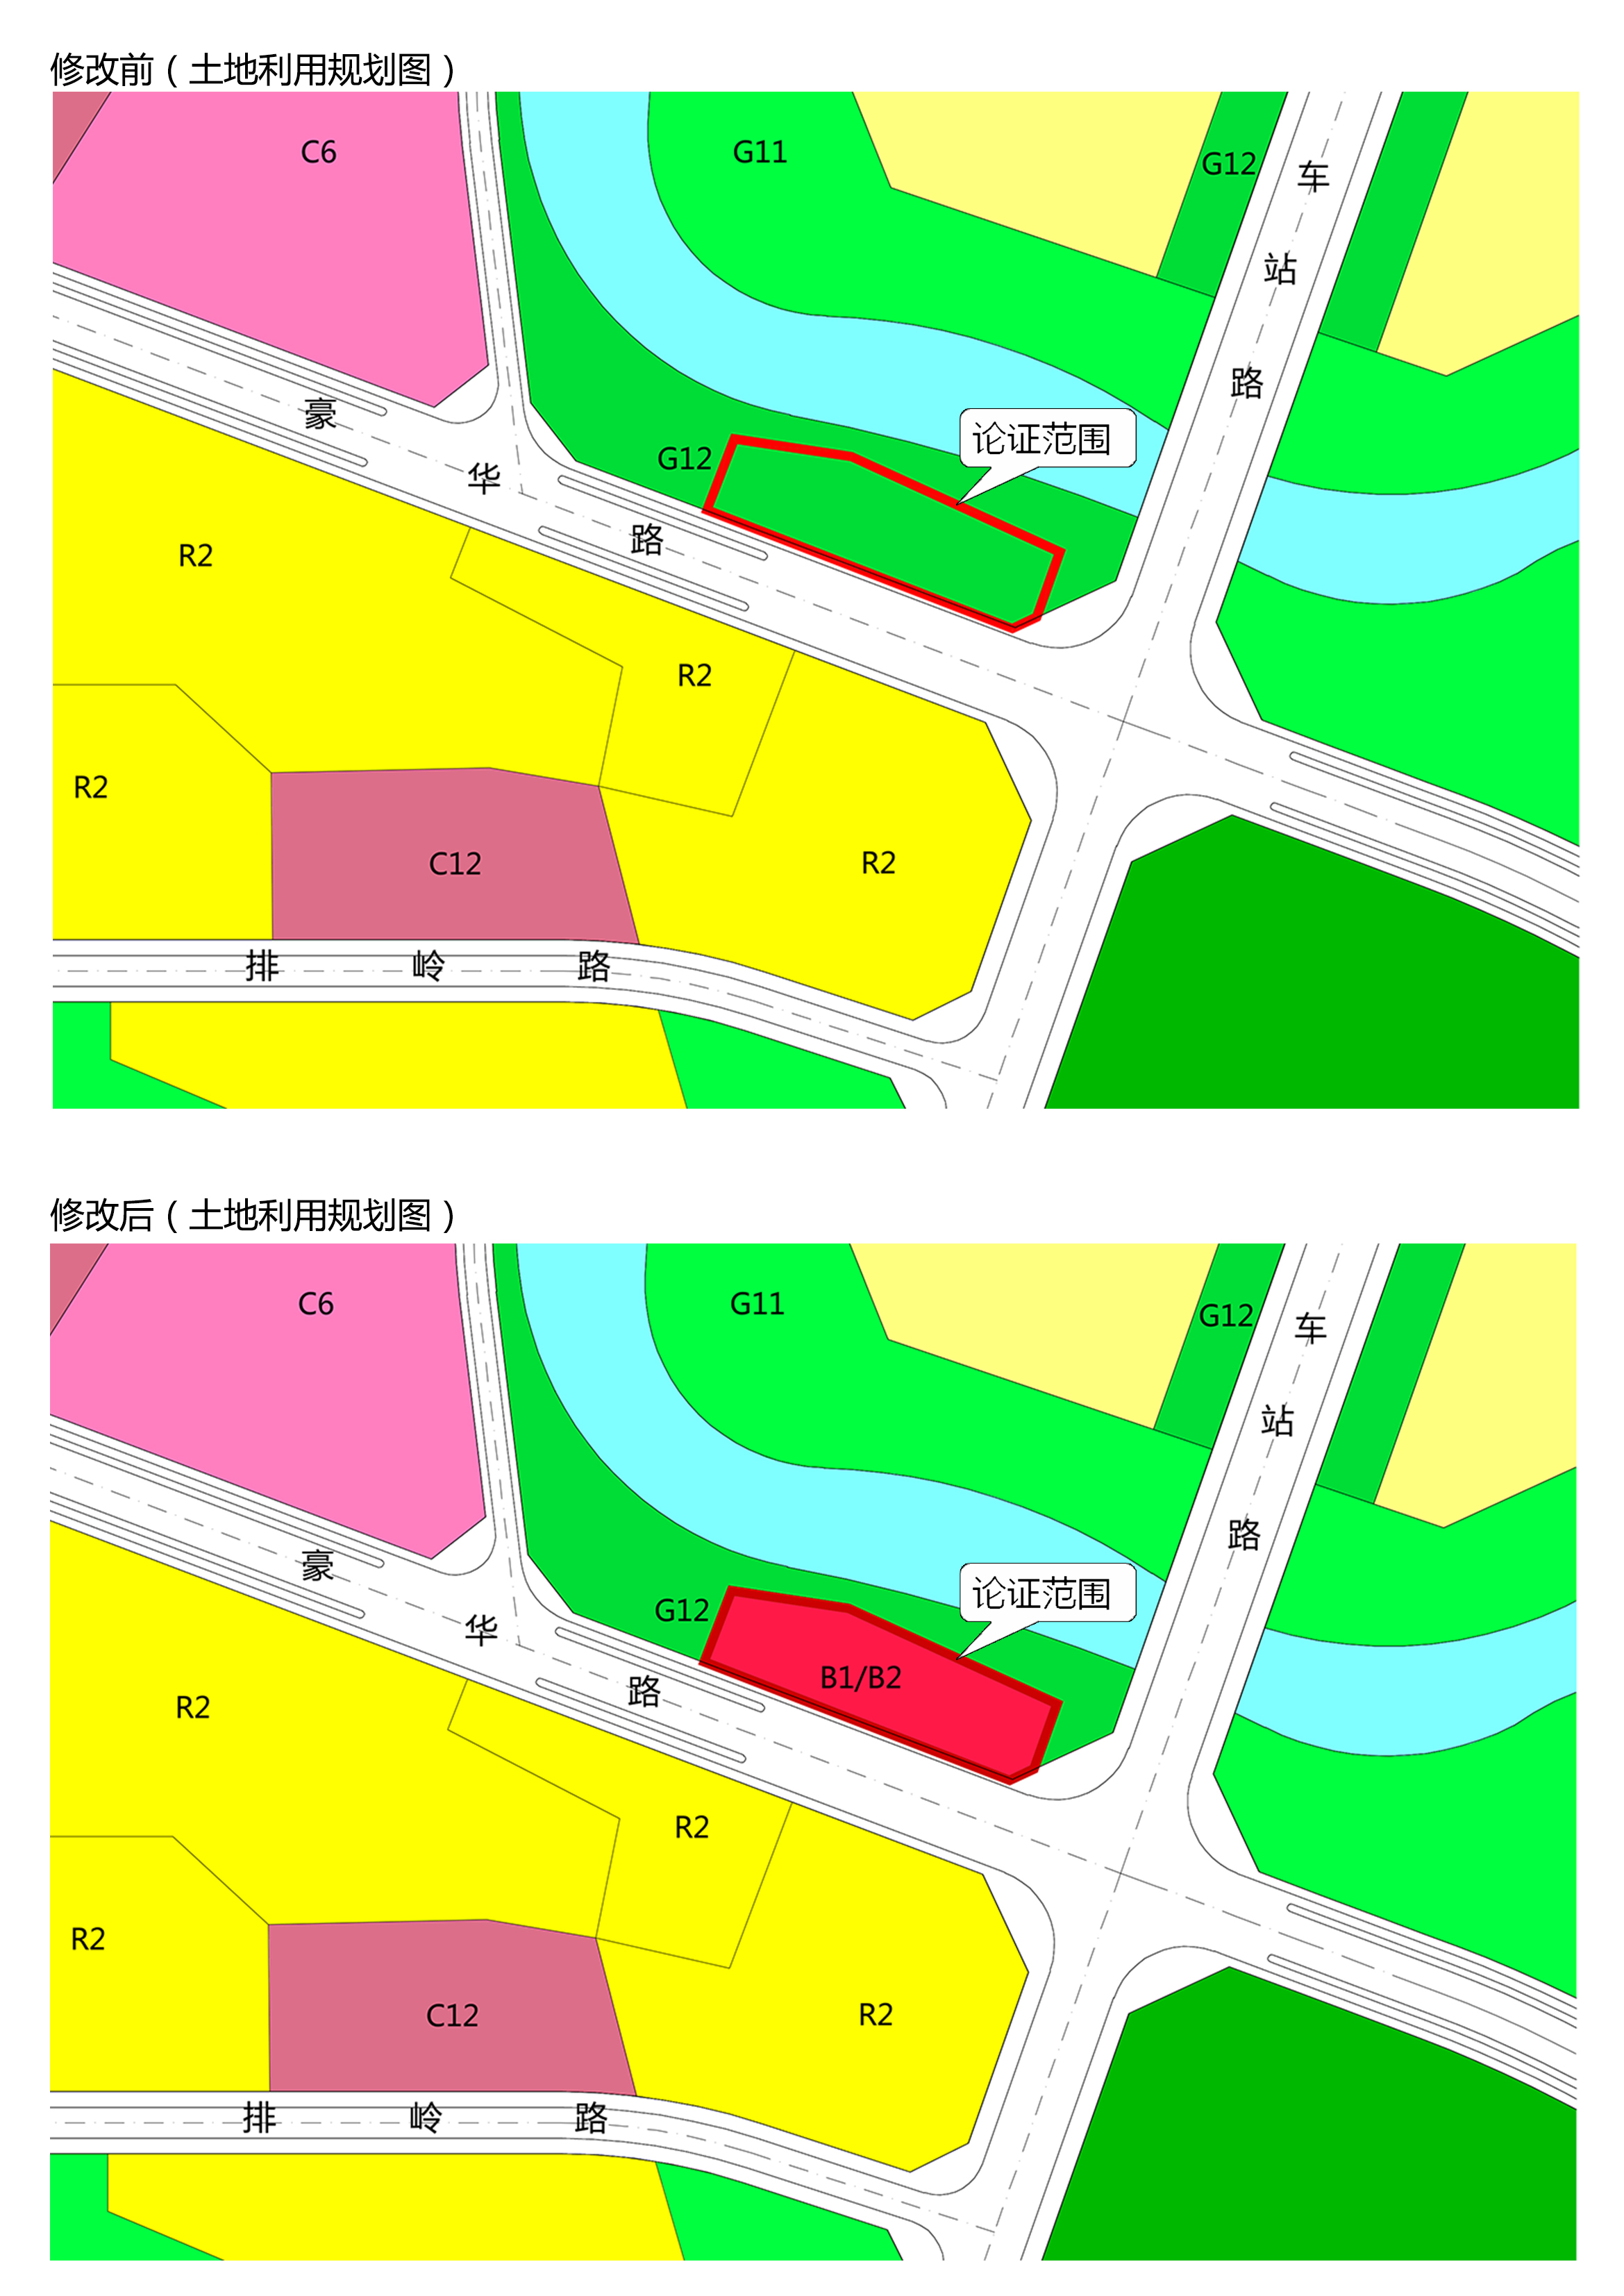 修改前（土地利用规划图）
C6
G11
G12
车
站
路
豪
华
路
论证范围
G12
R2
R2
R2
C12
R2
排岭路
修改后（土地利用规划图）
C6
G11
G12
车
站
路
豪
华
路
论证范围
G12
B1/B2
R2
R2
R2
C12
R2
排岭路